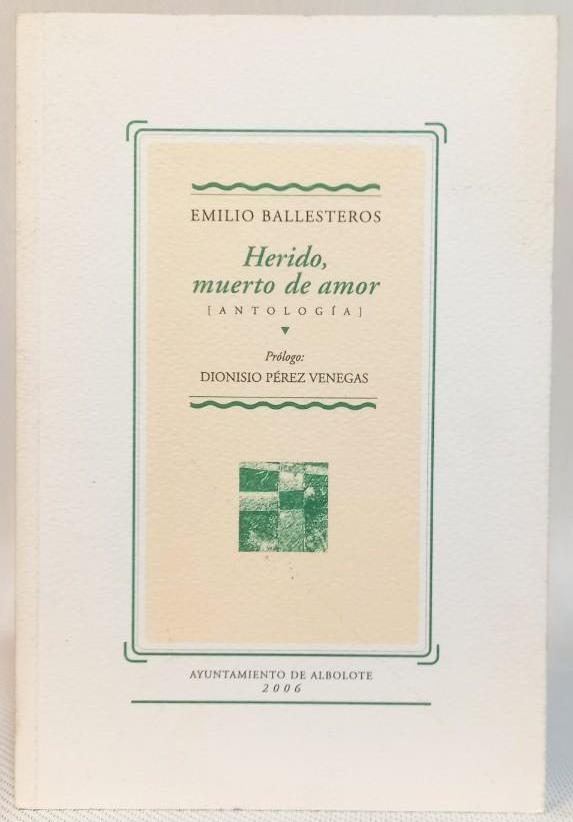 EMILIO BALLESTEROS
Herido,
muerto de amor
[ANTOLOGÍA]
Prólogo:
DIONISIO PÉREZ VENEGAS
AYUNTAMIENTO DE ALBOLOTE
2006